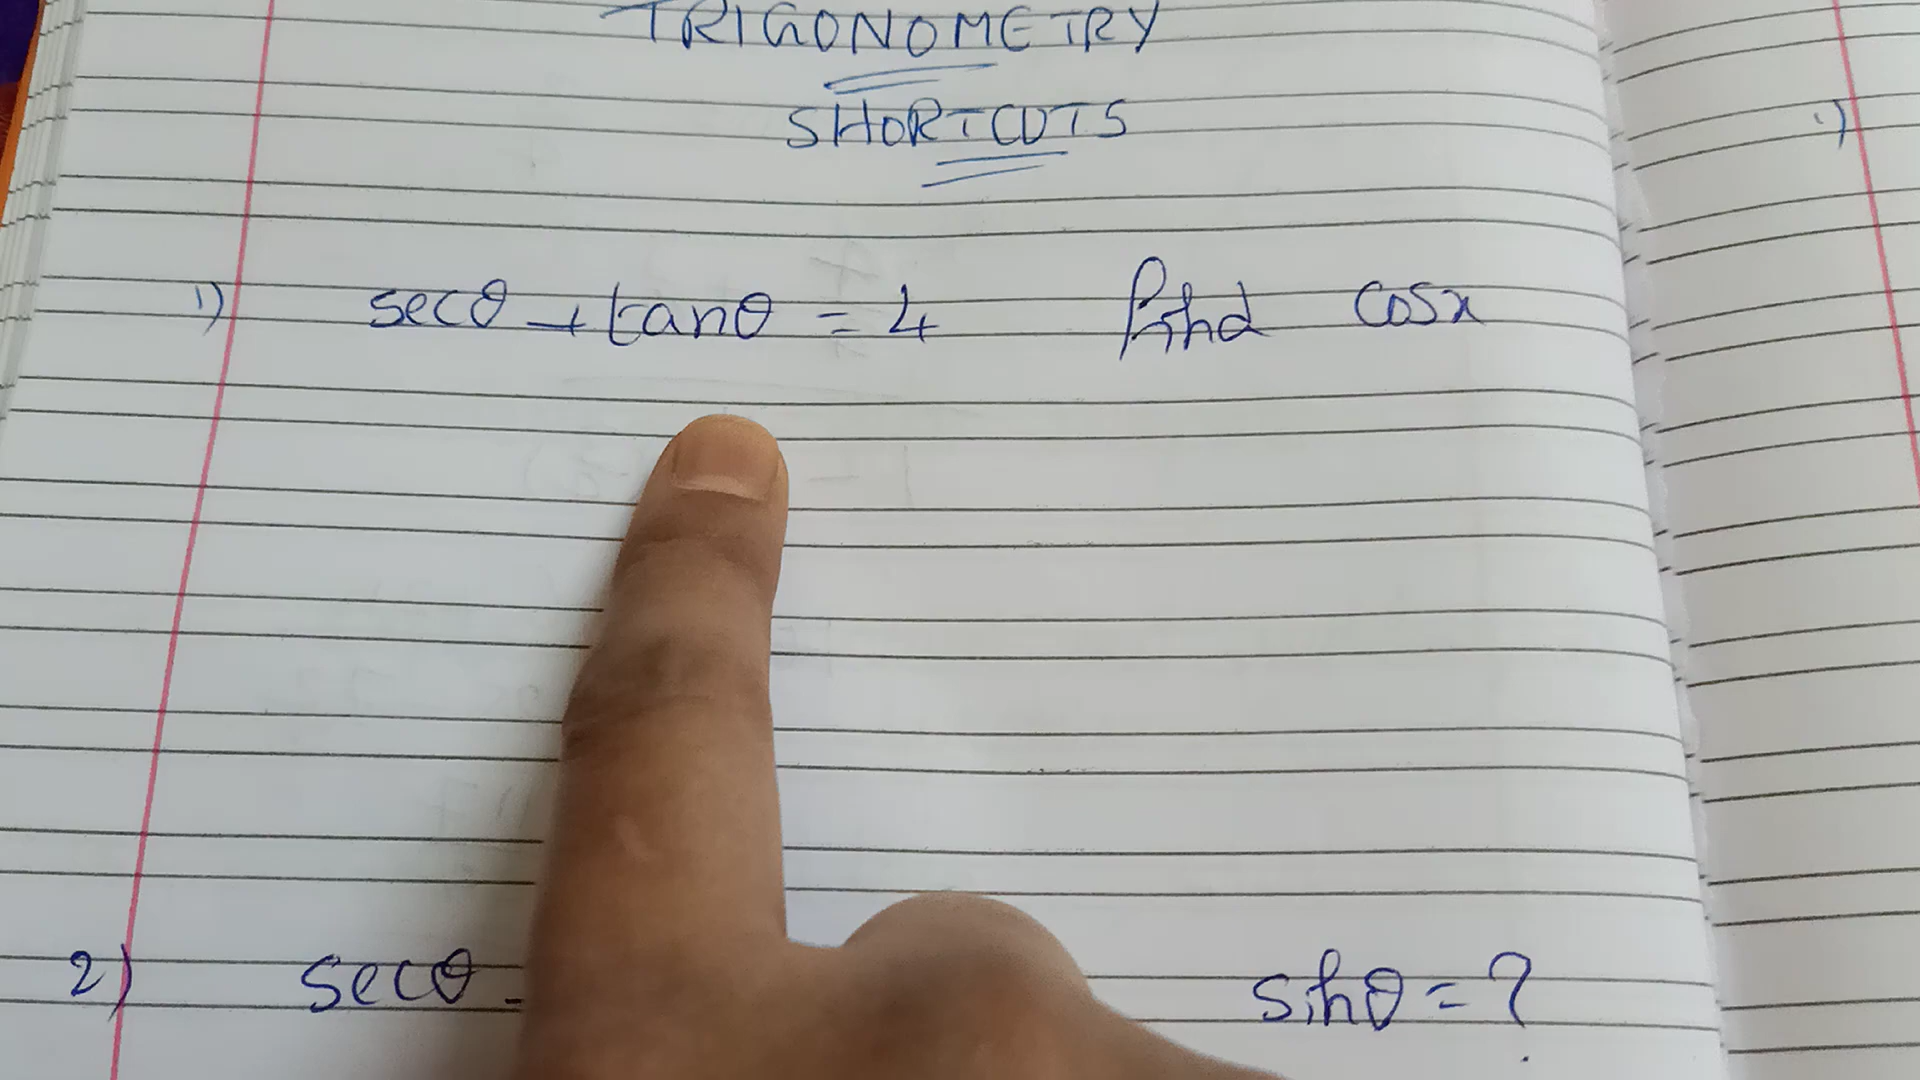 TRIGONOMETRY
SHORTCUTS
1) secθ + tanθ = 4 find cosx
2) secθ - sinθ = ?